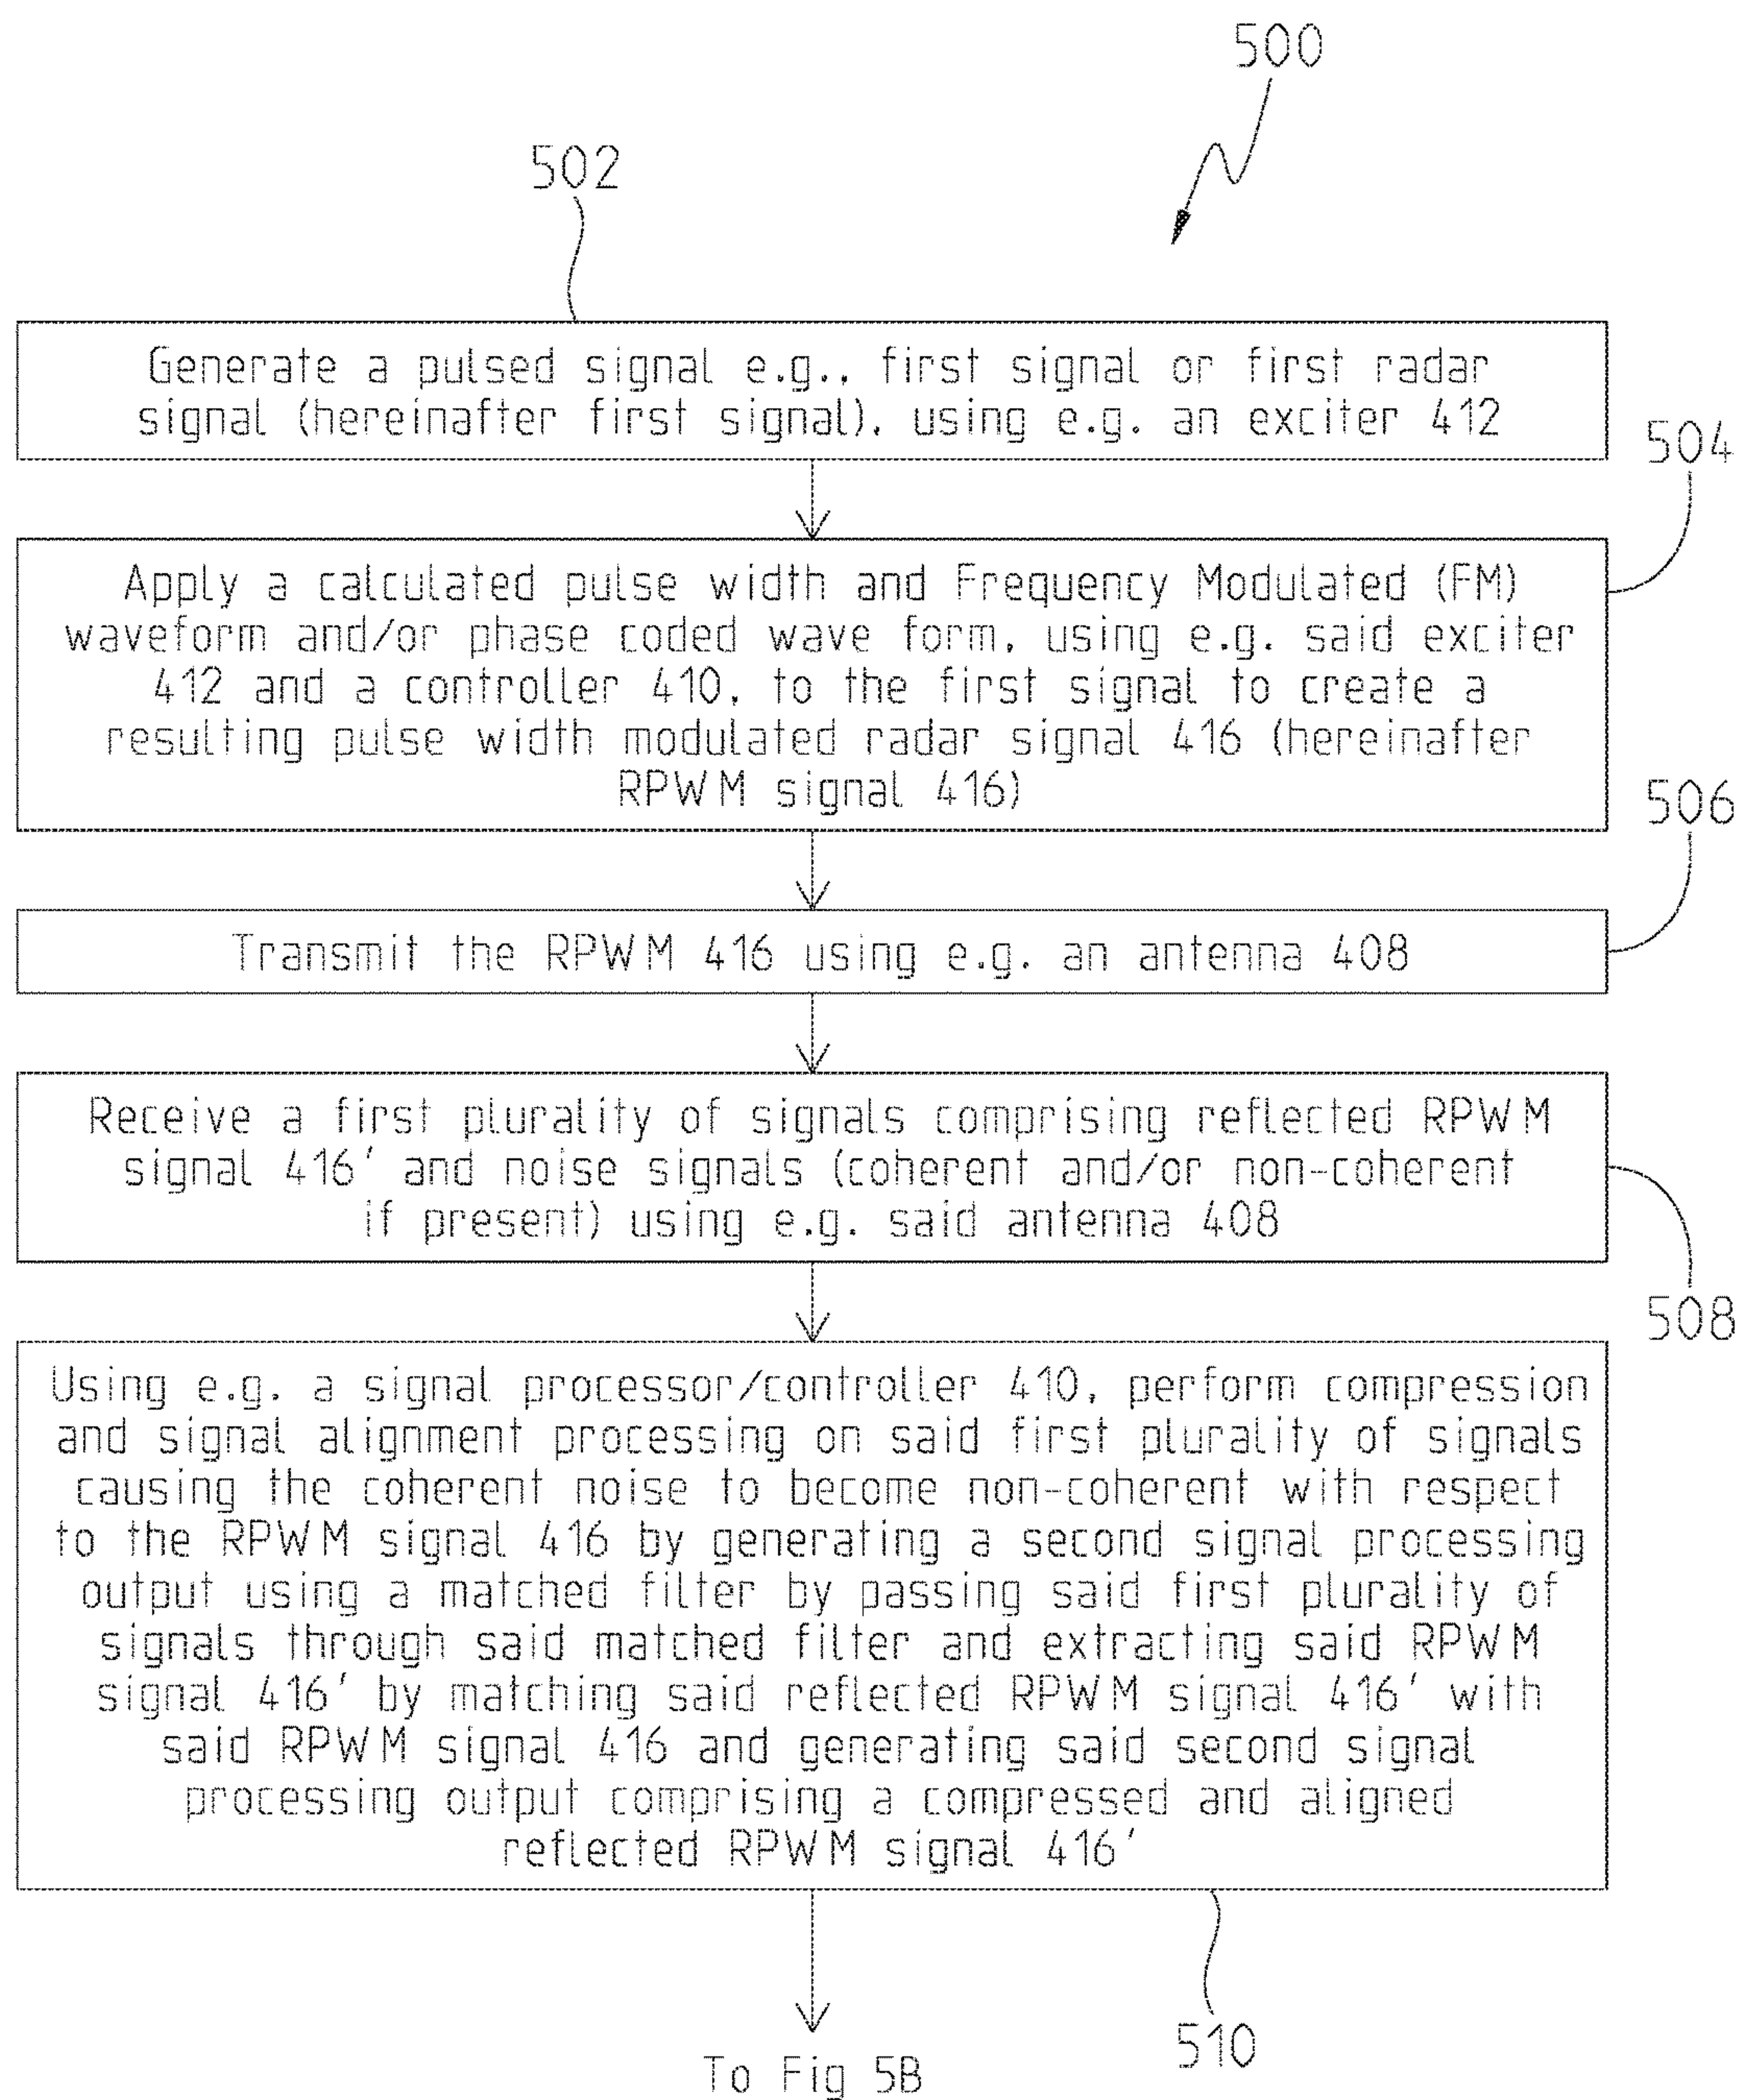 500
502
Generate a pulsed signal e.g., first signal or first radar
signal (hereinafter first signal), using e.g. an exciter 412
504
Apply a calculated pulse width and Frequency Modulated (FM)
waveform and/or phase coded wave form, using e.g. said exciter
412 and a controller 410, to the first signal to create a
resulting pulse width modulated radar signal 416 (hereinafter
RPWM signal 416)
506
Transmit the RPWM 416 using e.g. an antenna 408
Receive a first plurality of signals comprising reflected RPWM
signal 416' and noise signals (coherent and/or non-coherent
if present) using e.g. said antenna 408
508
Using e.g. a signal processor/controller 410, perform compression
and signal alignment processing on said first plurality of signals
causing the coherent noise to become non-coherent with respect
to the RPWM signal 416 by generating a second signal processing
output using a matched filter by passing said first plurality of
signals through said matched filter and extracting said RPWM
signal 416' by matching said reflected RPWM signal 416' with
said RPWM signal 416 and generating said second signal
processing output comprising a compressed and aligned
reflected RPWM signal 416'
510
To Fig 5B